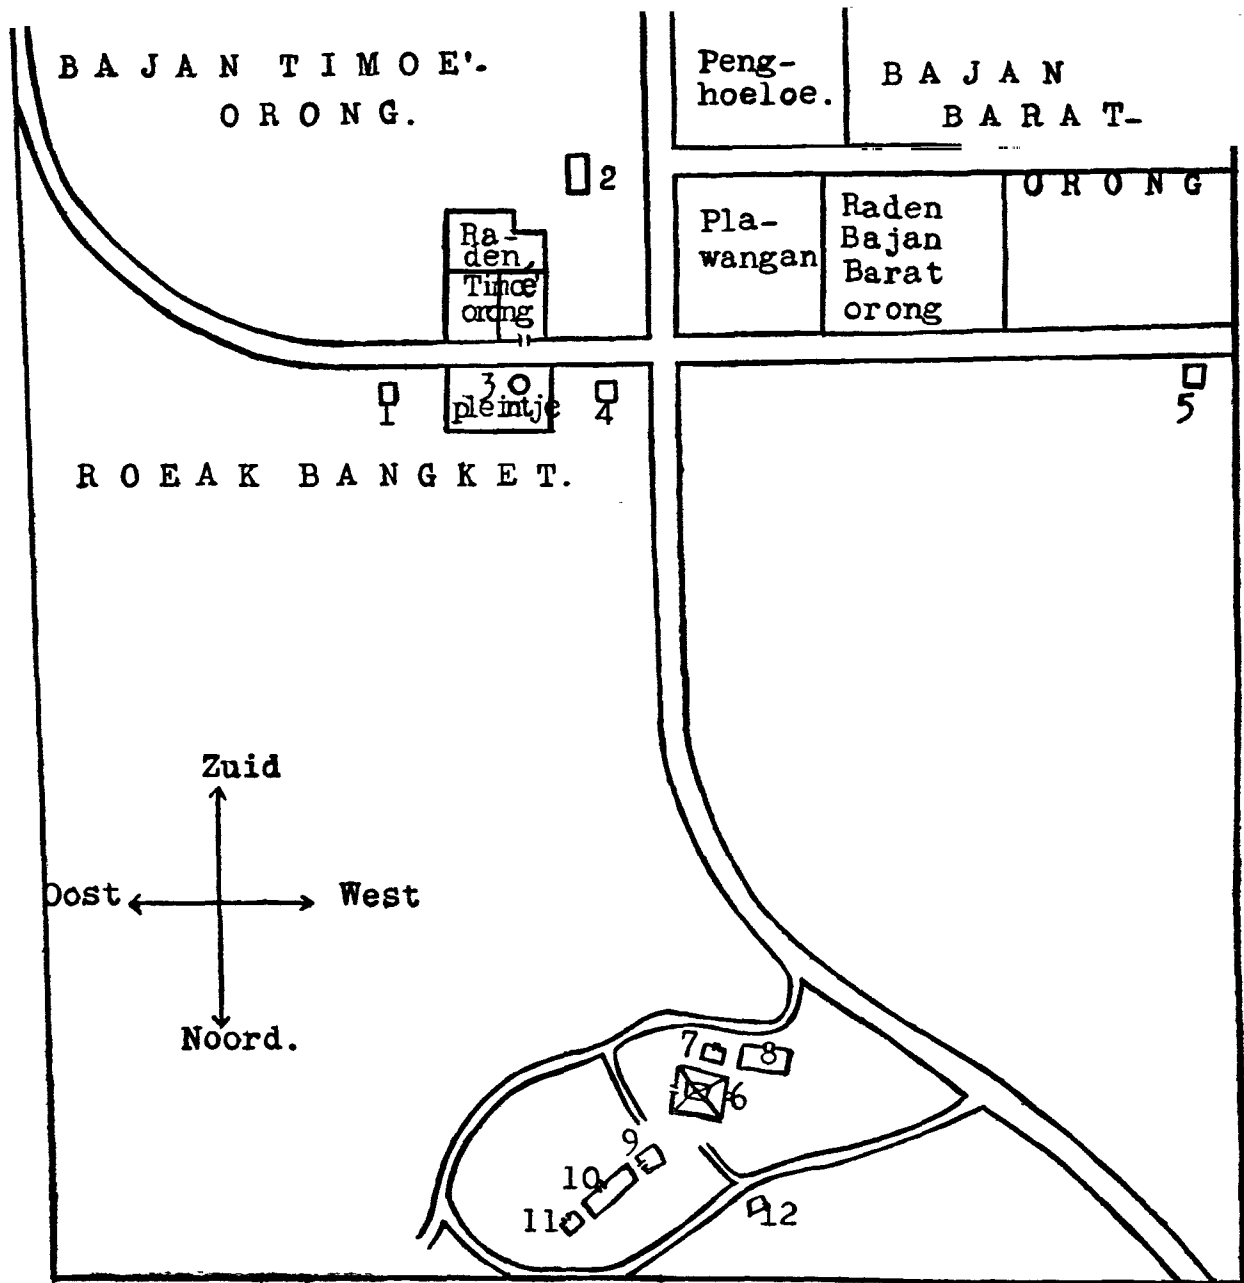 B A J A N T I M O E'.
O R O N G.
Peng-
hoeloe.
B A J A N
B A R A T-
O R O N G
2
Ra-
den,
Timoe'
orong
Pla-
wangan
Raden
Bajan
Barat
orong
1
3
pleintje
4
5
R O E A K B A N G K E T.
Zuid
Oost
West
Noord.
7
8
6
9
10
11
12